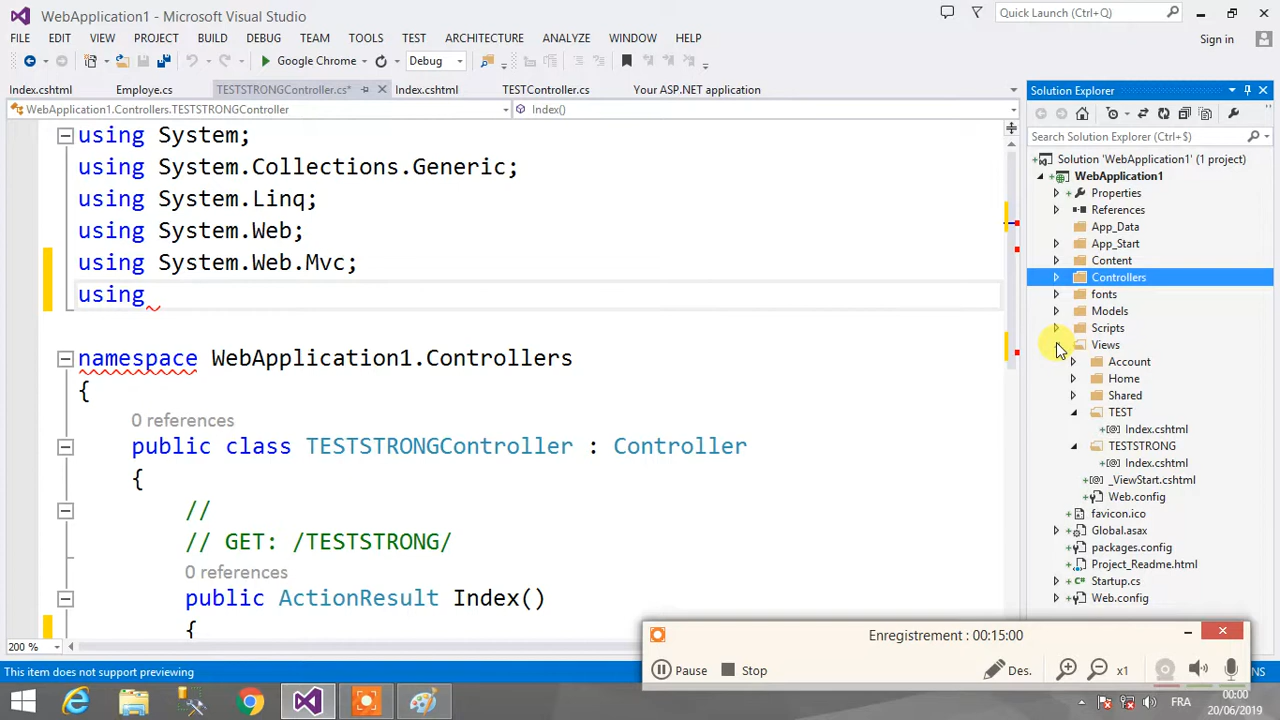 WebApplication1 - Microsoft Visual Studio
Quick Launch (Ctrl+Q)
FILE EDIT VIEW PROJECT BUILD DEBUG TEAM TOOLS TEST ARCHITECTURE ANALYZE WINDOW HELP
Sign in
Google Chrome Debug
Index.cshtml Employe.cs TESTSTRONGController.cs* Index.cshtml TESTController.cs Your ASP.NET application
WebApplication1.Controllers.TESTSTRONGController Index()
using System;
using System.Collections.Generic;
using System.Linq;
using System.Web;
using System.Web.Mvc;
using
namespace WebApplication1.Controllers
{
0 references
public class TESTSTRONGController : Controller
{
//
// GET: /TESTSTRONG/
0 references
public ActionResult Index()
{
200 %
This item does not support previewing
Solution Explorer
Search Solution Explorer (Ctrl+$)
Solution 'WebApplication1' (1 project)
WebApplication1
Properties
References
App_Data
App_Start
Content
Controllers
fonts
Models
Scripts
Views
Account
Home
Shared
TEST
Index.cshtml
TESTSTRONG
Index.cshtml
_ViewStart.cshtml
Web.config
favicon.ico
Global.asax
packages.config
Project_Readme.html
Startup.cs
Web.config
Enregistrement : 00:15:00
Pause Stop Des. x1
NS
FRA
00:00
20/06/2019